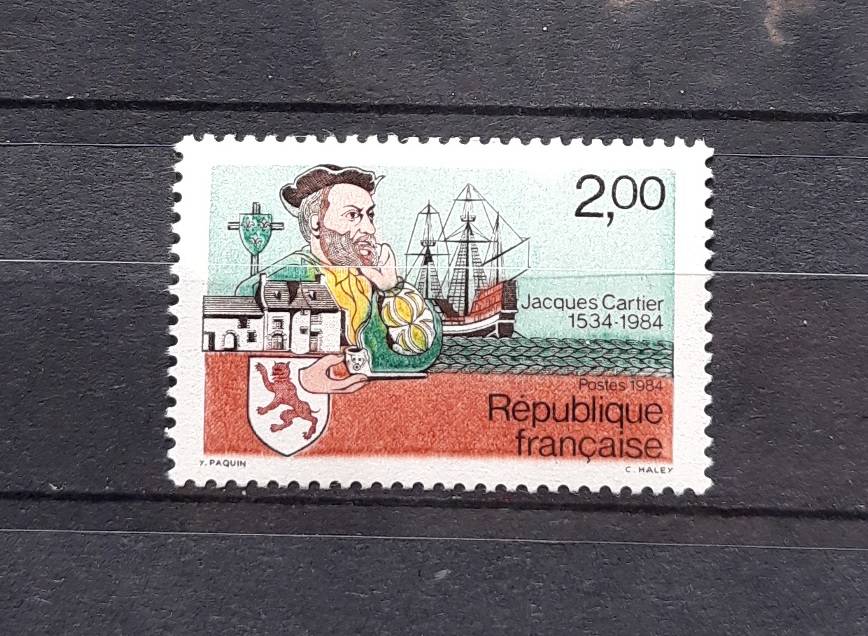 2,00
Jacques Cartier
1534-1984
Postes 1984
République
française
Y. PAQUIN
C. HALEY